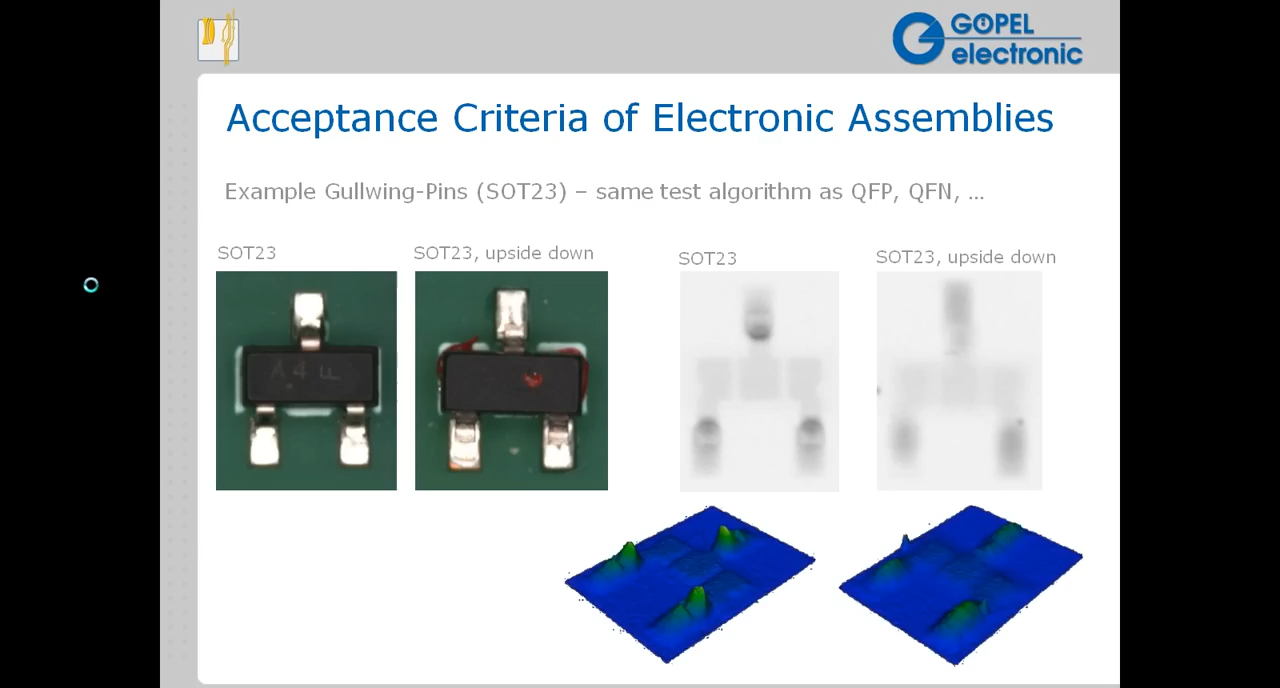 GÖPEL
electronic
Acceptance Criteria of Electronic Assemblies
Example Gullwing-Pins (SOT23) – same test algorithm as QFP, QFN, ...
SOT23
SOT23, upside down
SOT23
SOT23, upside down